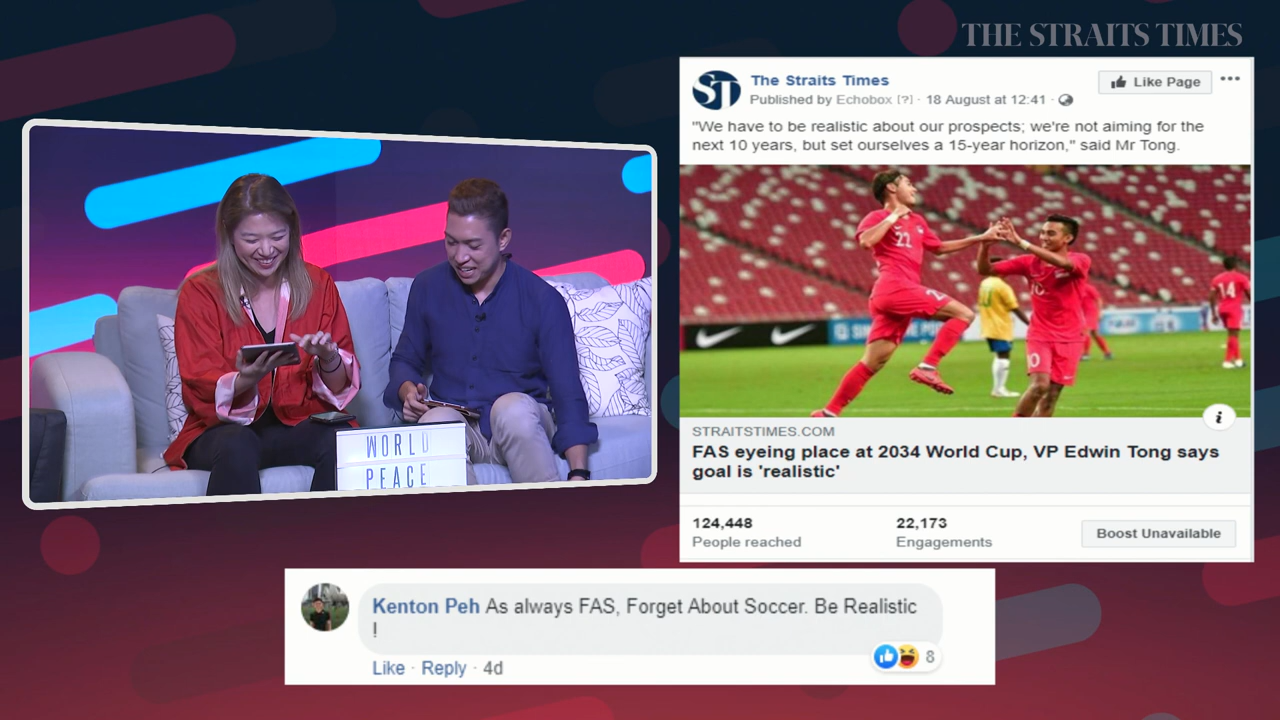 THE STRAITS TIMES
ST
The Straits Times
Like Page
Published by Echobox [?] · 18 August at 12:41 ·
"We have to be realistic about our prospects; we're not aiming for the
next 10 years, but set ourselves a 15-year horizon," said Mr Tong.
22
14
10
STRAITSTIMES.COM
FAS eyeing place at 2034 World Cup, VP Edwin Tong says
goal is 'realistic'
124,448
People reached
22,173
Engagements
Boost Unavailable
WORLD
PEACE
Kenton Peh As always FAS, Forget About Soccer. Be Realistic
!
Like · Reply · 4d
8